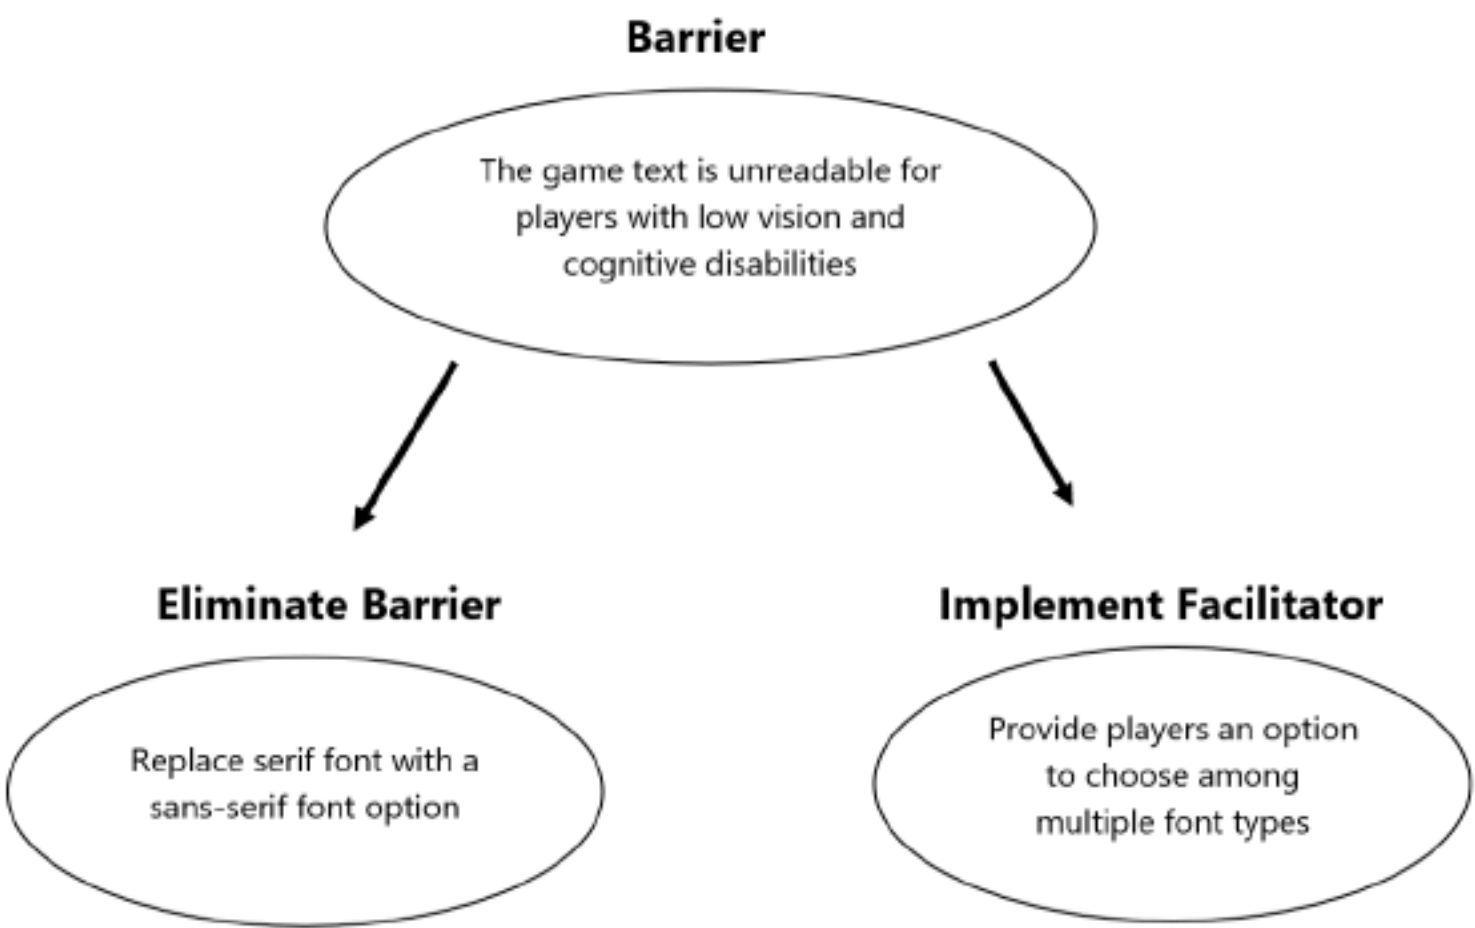 Barrier
The game text is unreadable for
players with low vision and
cognitive disabilities
Eliminate Barrier
Replace serif font with a
sans-serif font option
Implement Facilitator
Provide players an option
to choose among
multiple font types